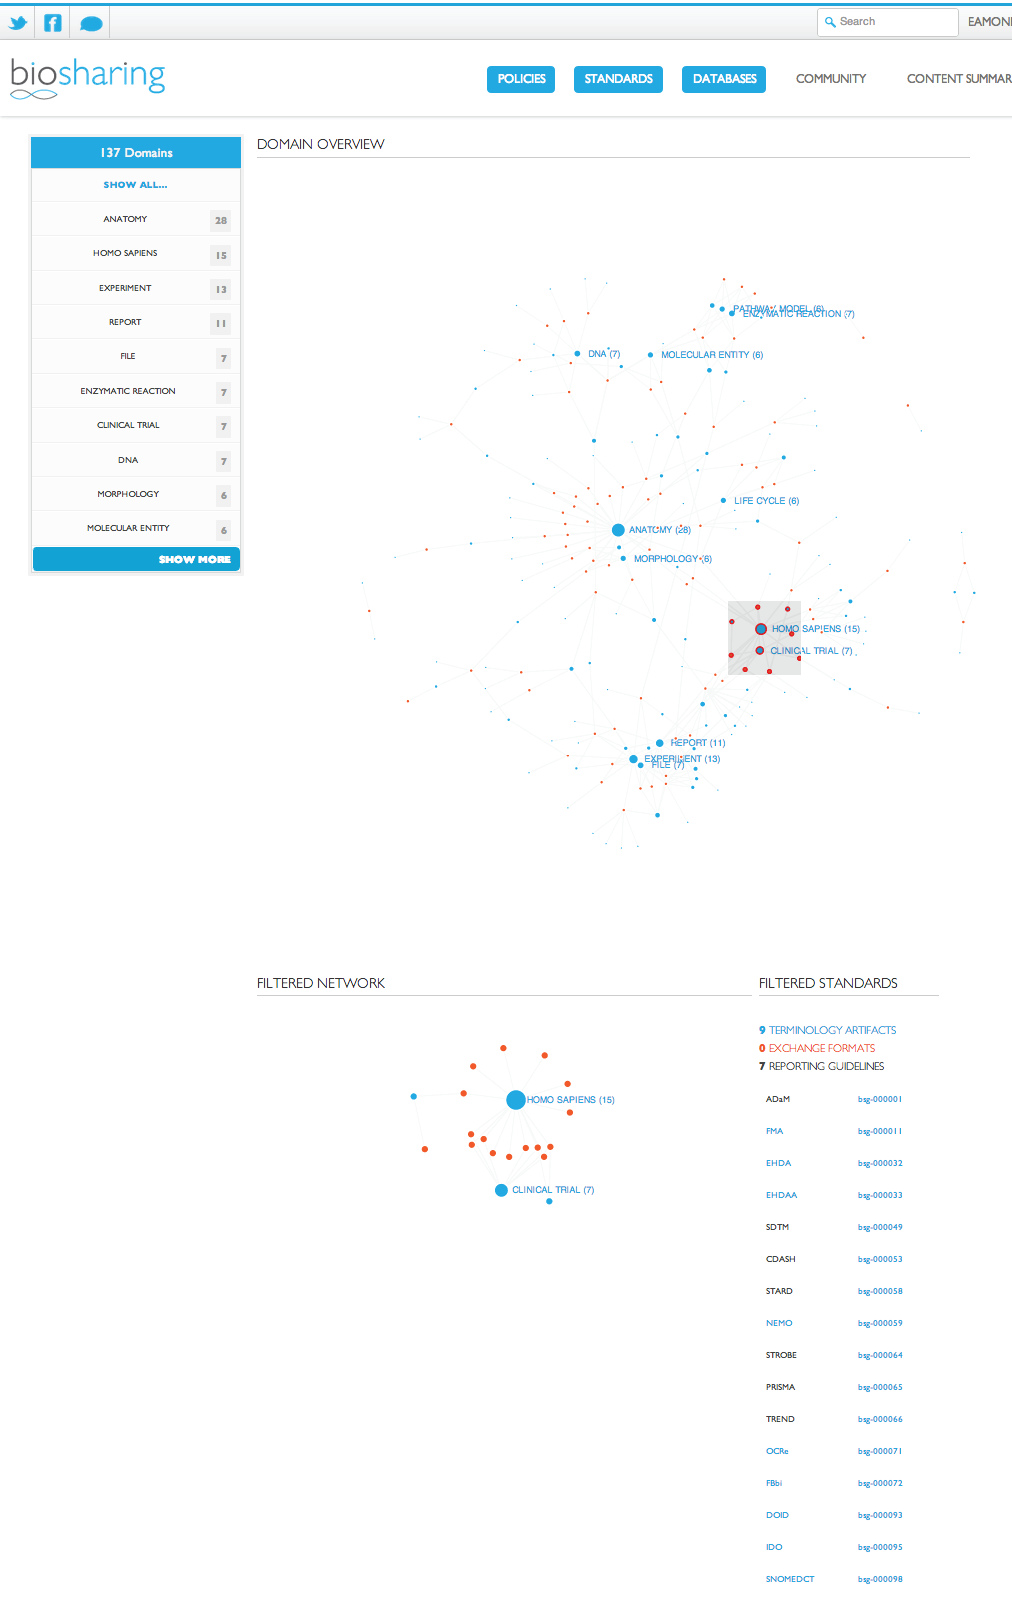 Search
EAMON
biosharing
POLICIES
STANDARDS
DATABASES
COMMUNITY
CONTENT SUMMAR
137 Domains
SHOW ALL...
ANATOMY 28
HOMO SAPIENS 15
EXPERIMENT 13
REPORT 11
FILE 7
ENZYMATIC REACTION 7
CLINICAL TRIAL 7
DNA 7
MORPHOLOGY 6
MOLECULAR ENTITY 6
SHOW MORE
DOMAIN OVERVIEW
PATHWAY MODEL (6)
ENZYMATIC REACTION (7)
DNA (7)
MOLECULAR ENTITY (6)
LIFE CYCLE (6)
ANATOMY (28)
MORPHOLOGY (6)
HOMO SAPIENS (15)
CLINICAL TRIAL (7)
REPORT (11)
EXPERIMENT (13)
FILE (7)
FILTERED NETWORK
HOMO SAPIENS (15)
CLINICAL TRIAL (7)
FILTERED STANDARDS
9 TERMINOLOGY ARTIFACTS
0 EXCHANGE FORMATS
7 REPORTING GUIDELINES
ADaM bsg-000001
FMA bsg-000011
EHDA bsg-000032
EHDAA bsg-000033
SDTM bsg-000049
CDASH bsg-000053
STARD bsg-000058
NEMO bsg-000059
STROBE bsg-000064
PRISMA bsg-000065
TREND bsg-000066
OCRe bsg-000071
FBbi bsg-000072
DOID bsg-000093
IDO bsg-000095
SNOMEDCT bsg-000098